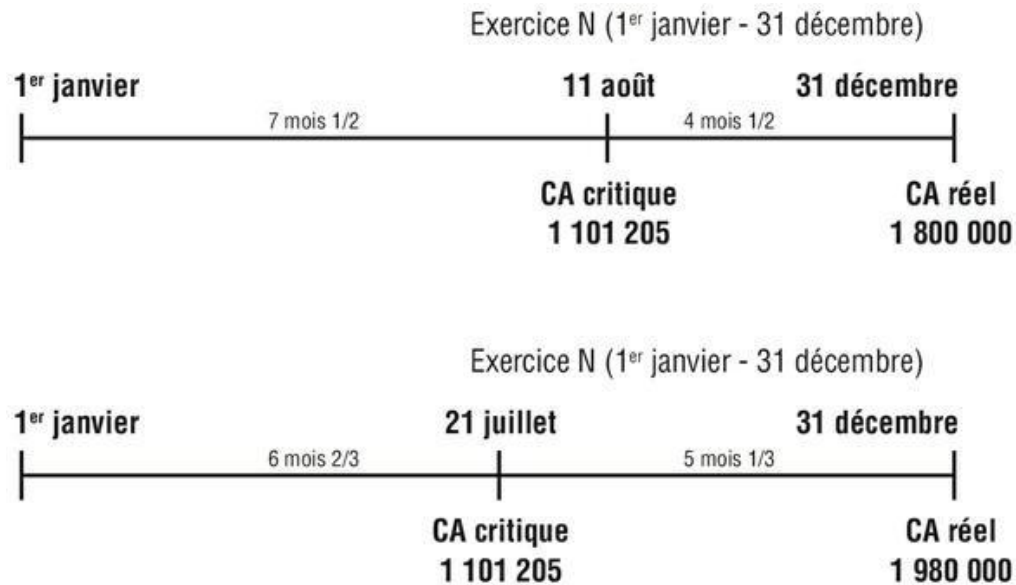 Exercice N (1er janvier - 31 décembre)
1er janvier 11 août 31 décembre
7 mois 1/2 4 mois 1/2
CA critique CA réel
1 101 205 1 800 000
Exercice N (1er janvier - 31 décembre)
1er janvier 21 juillet 31 décembre
6 mois 2/3 5 mois 1/3
CA critique CA réel
1 101 205 1 980 000